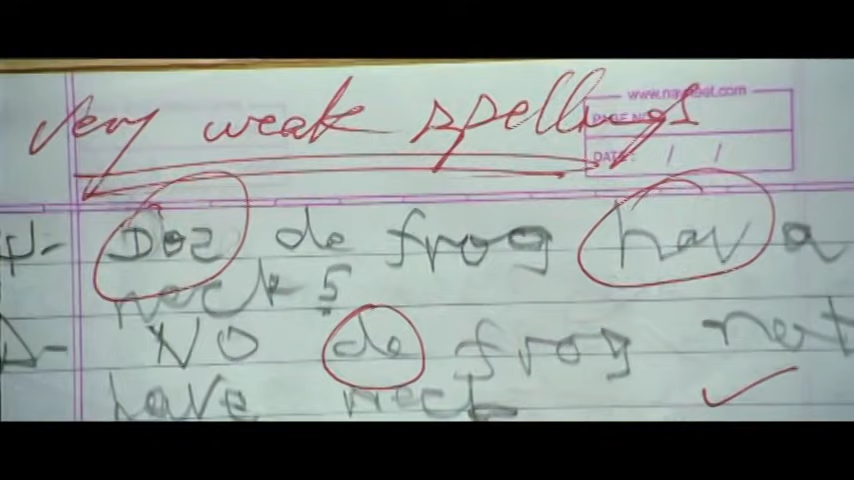 Very weak spellings
www.navneet.com
PAGE NO
DATE: / /
Doz de frog hav a
neck ?
A- NO de frog not
have neck